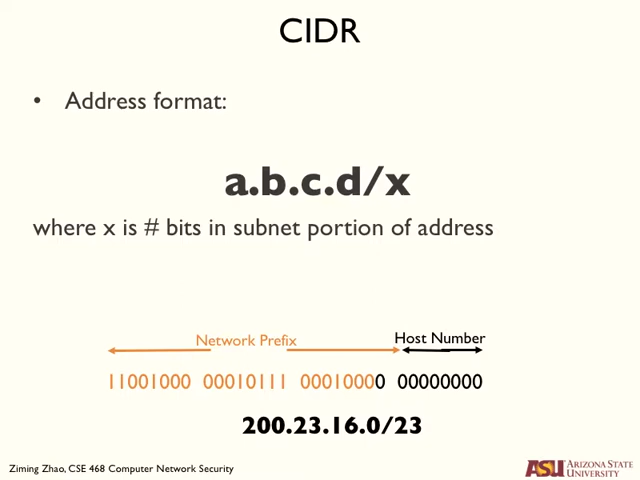 CIDR
• Address format:
a.b.c.d/x
where x is # bits in subnet portion of address
Network Prefix Host Number
11001000 00010111 00010000 00000000
200.23.16.0/23
Ziming Zhao, CSE 468 Computer Network Security
ASU ARIZONA STATE
UNIVERSITY